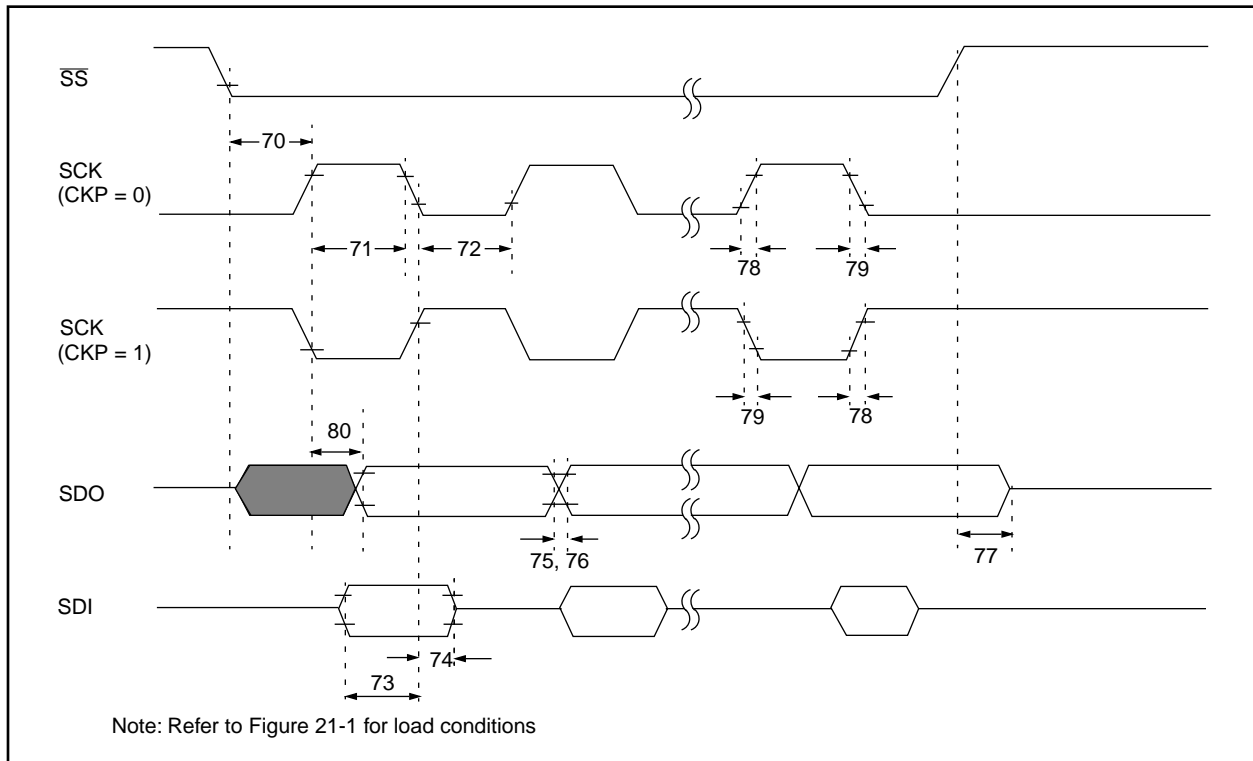 SS
70
SCK
(CKP = 0)
71
72
78
79
SCK
(CKP = 1)
79
78
80
SDO
75, 76
77
SDI
74
73
Note: Refer to Figure 21-1 for load conditions